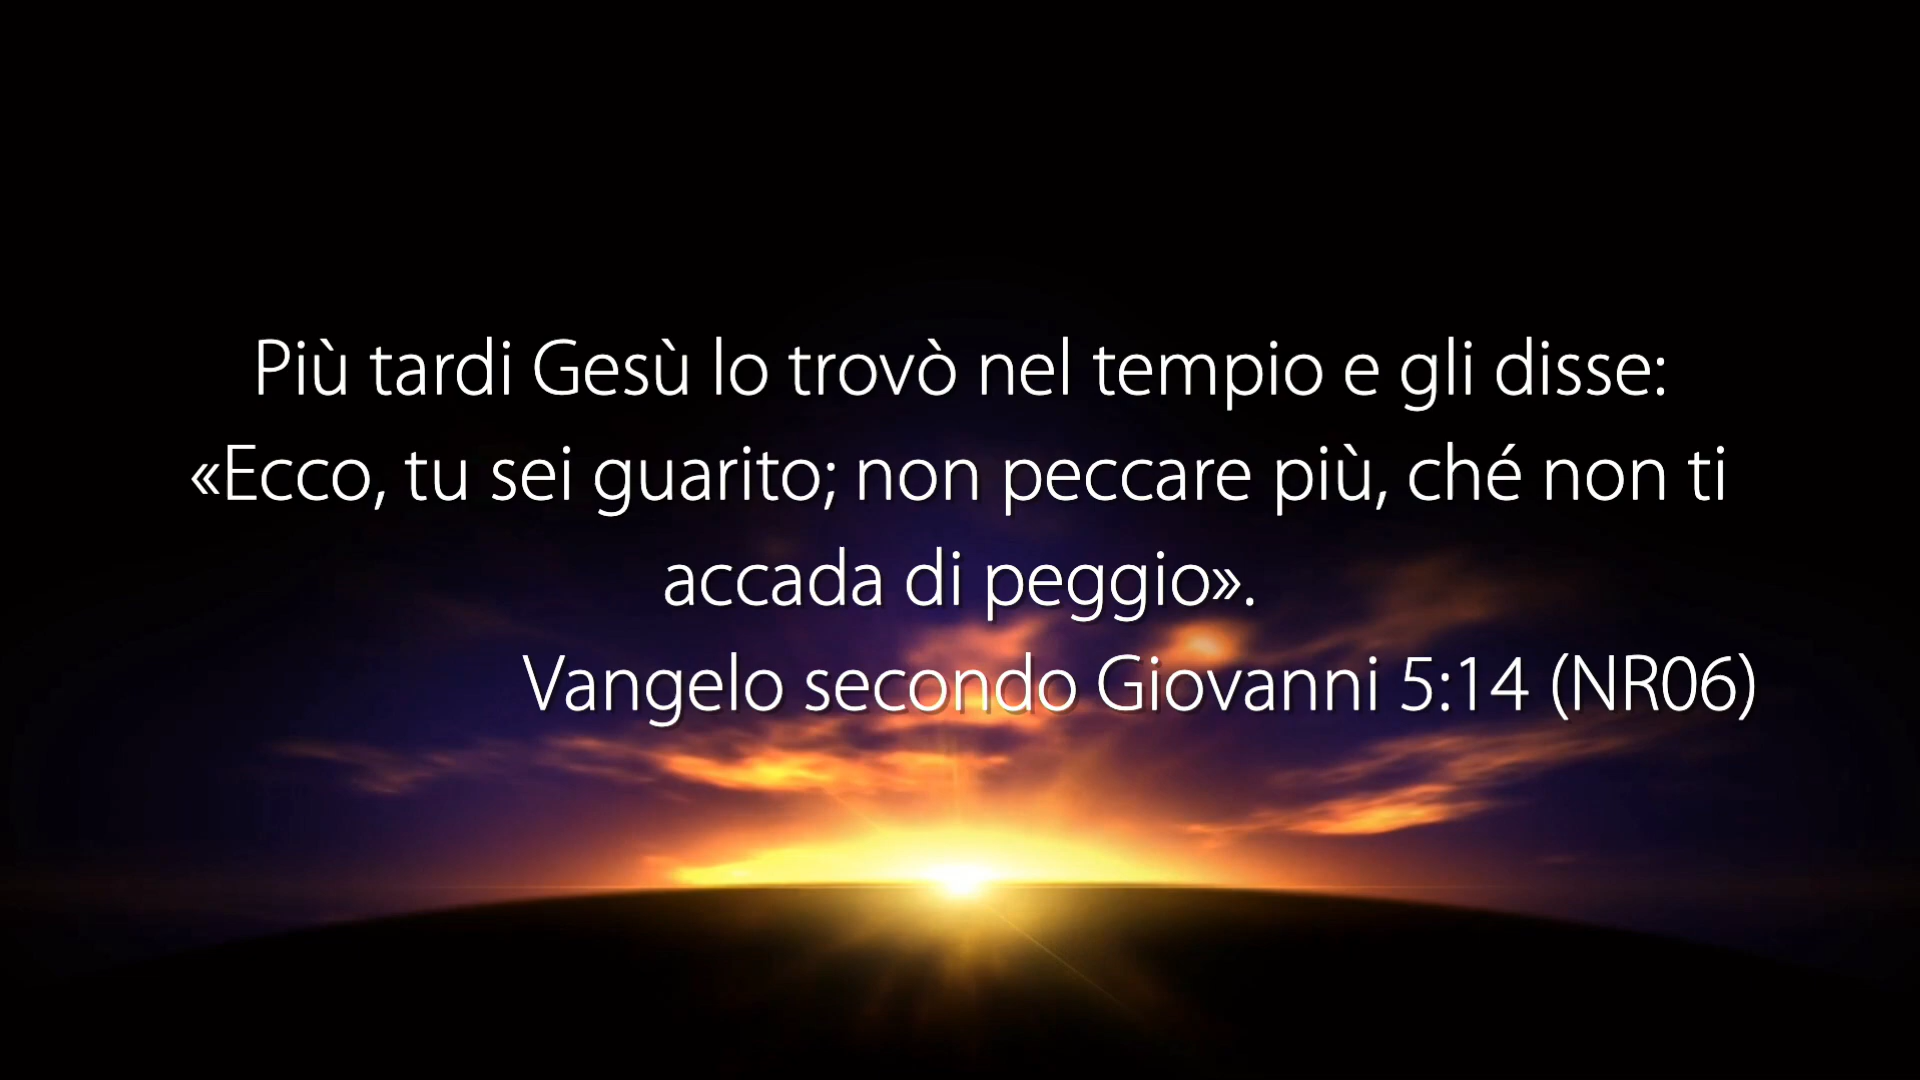 Più tardi Gesù lo trovò nel tempio e gli disse:
«Ecco, tu sei guarito; non peccare più, ché non ti
accada di peggio».
Vangelo secondo Giovanni 5:14 (NR06)